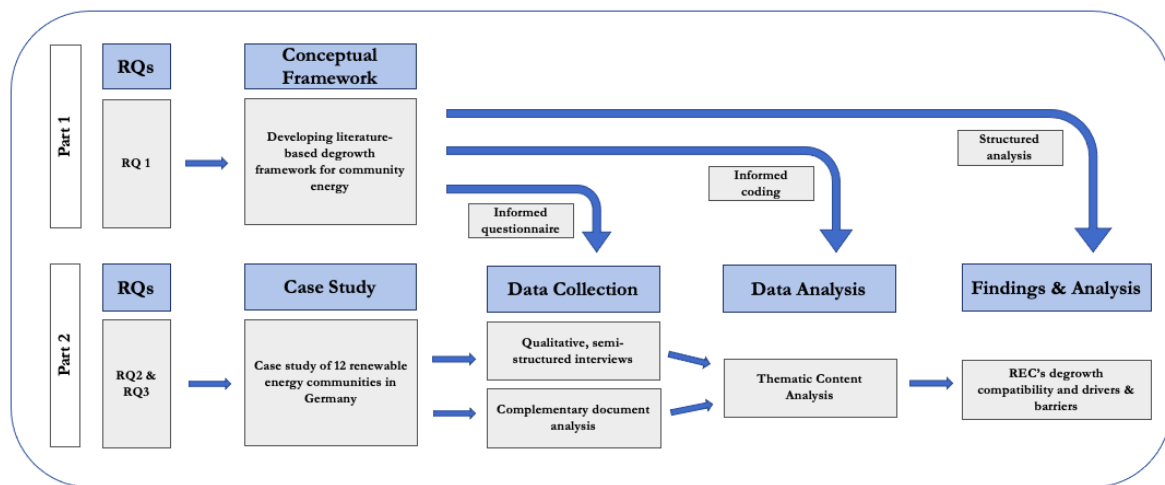 Part 1
RQs
RQ 1
Conceptual
Framework
Developing literature-
based degrowth
framework for community
energy
Structured
analysis
Informed
coding
Informed
questionnaire
Part 2
RQs
RQ2 &
RQ3
Case Study
Case study of 12 renewable
energy communities in
Germany
Data Collection
Qualitative, semi-
structured interviews
Complementary document
analysis
Data Analysis
Thematic Content
Analysis
Findings & Analysis
REC's degrowth
compatibility and drivers &
barriers